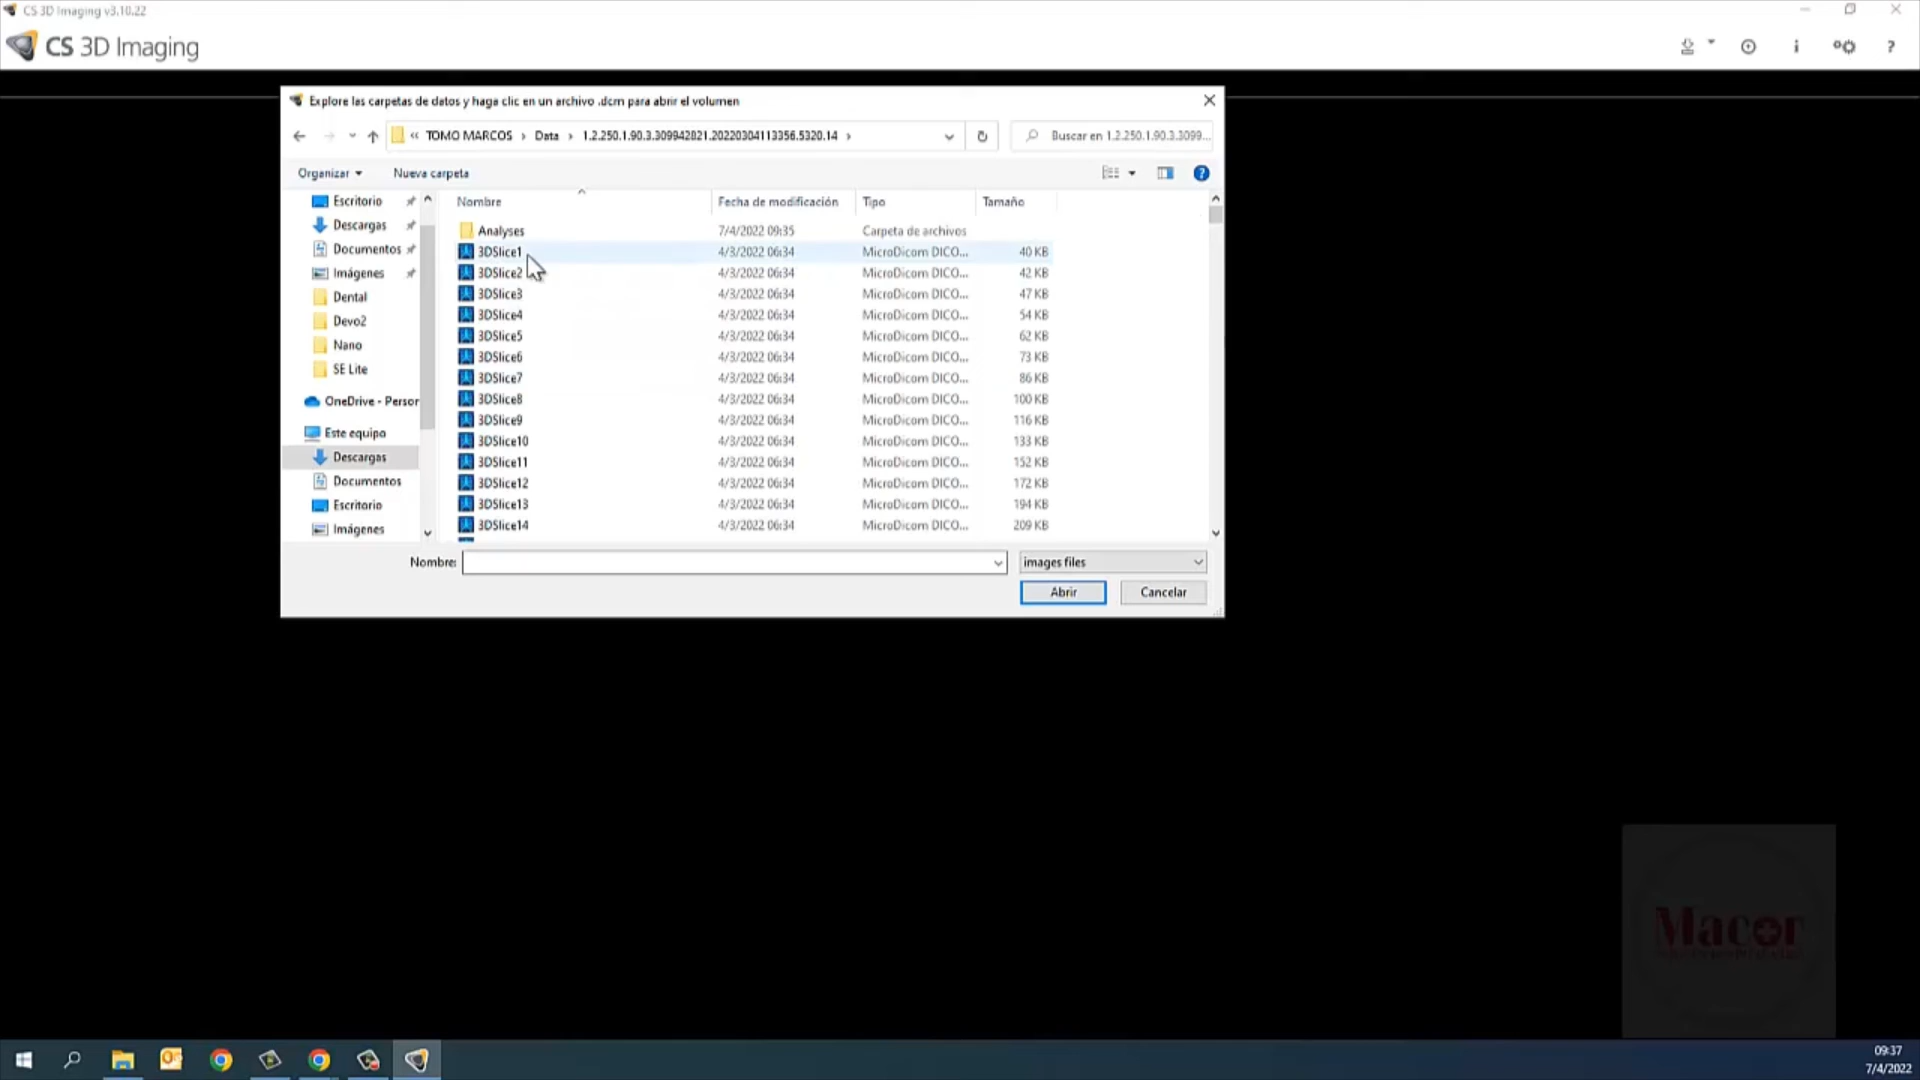 CS 3D Imaging v3.10.22
CS 3D Imaging
Explore las carpetas de datos y haga clic en un archivo .dcm para abrir el volumen
« TOMO MARCOS › Data › 1.2.250.1.90.3.309942821.20220304113356.5320.14 ›
Buscar en 1.2.250.1.90.3.3099...
Organizar
Nueva carpeta
Escritorio
Descargas
Documentos
Imágenes
Dental
Devo2
Nano
SE Lite
OneDrive - Person
Este equipo
Descargas
Documentos
Escritorio
Imágenes
Nombre Fecha de modificación Tipo Tamaño
Analyses 7/4/2022 09:35 Carpeta de archivos
3DSlice1 4/3/2022 06:34 MicroDicom DICO... 40 KB
3DSlice2 4/3/2022 06:34 MicroDicom DICO... 42 KB
3DSlice3 4/3/2022 06:34 MicroDicom DICO... 47 KB
3DSlice4 4/3/2022 06:34 MicroDicom DICO... 54 KB
3DSlice5 4/3/2022 06:34 MicroDicom DICO... 62 KB
3DSlice6 4/3/2022 06:34 MicroDicom DICO... 73 KB
3DSlice7 4/3/2022 06:34 MicroDicom DICO... 86 KB
3DSlice8 4/3/2022 06:34 MicroDicom DICO... 100 KB
3DSlice9 4/3/2022 06:34 MicroDicom DICO... 116 KB
3DSlice10 4/3/2022 06:34 MicroDicom DICO... 133 KB
3DSlice11 4/3/2022 06:34 MicroDicom DICO... 152 KB
3DSlice12 4/3/2022 06:34 MicroDicom DICO... 172 KB
3DSlice13 4/3/2022 06:34 MicroDicom DICO... 194 KB
3DSlice14 4/3/2022 06:34 MicroDicom DICO... 209 KB
Nombre:
images files
Abrir
Cancelar
Macor
09:37
7/4/2022